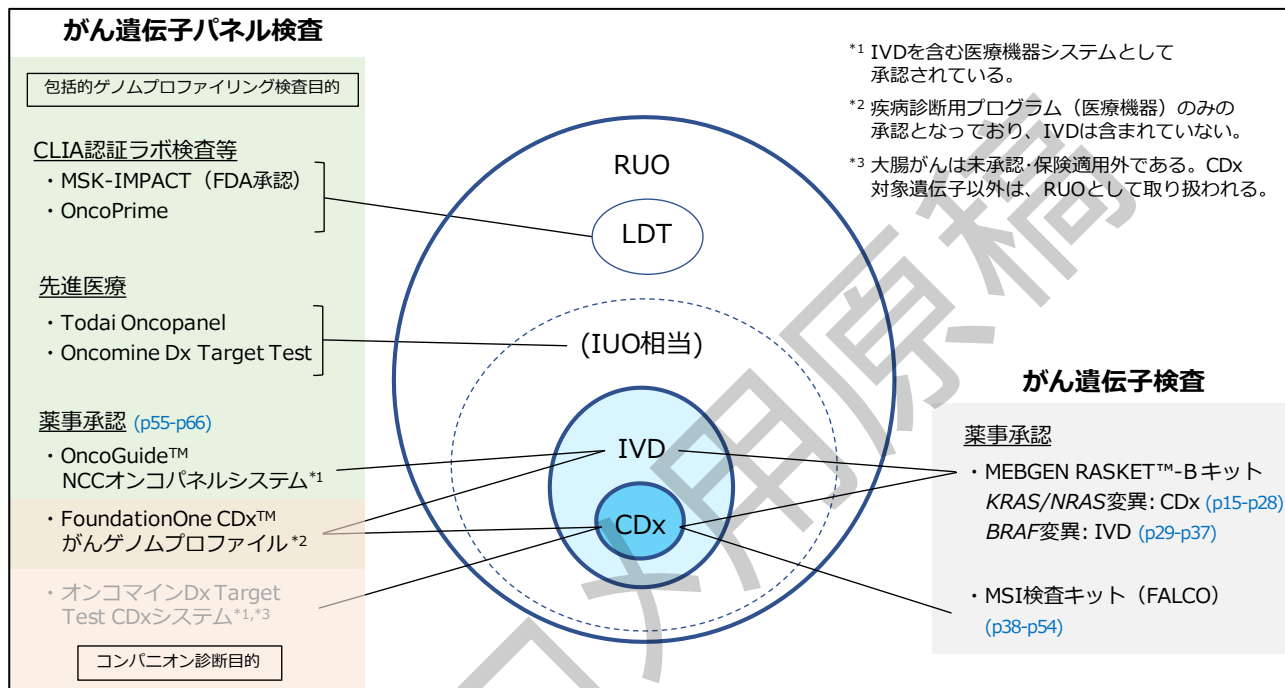 がん遺伝子パネル検査
包括的ゲノムプロファイリング検査目的
CLIA認証ラボ検査等
・MSK-IMPACT（FDA承認）
・OncoPrime
先進医療
・Todai Oncopanel
・Oncomine Dx Target Test
薬事承認 (p55-p66)
・OncoGuide™
NCCオンコパネルシステム*1
・FoundationOne CDx™
がんゲノムプロファイル*2
・オンコマインDx Target
Test CDxシステム*1,*3
コンパニオン診断目的
RUO
LDT
(IUO相当)
IVD
CDx
*1 IVDを含む医療機器システムとして
承認されている。
*2 疾病診断用プログラム（医療機器）のみの
承認となっており、IVDは含まれていない。
*3 大腸がんは未承認･保険適用外である。CDx
対象遺伝子以外は、RUOとして取り扱われる。
がん遺伝子検査
薬事承認
・MEBGEN RASKET™-Bキット
KRAS/NRAS変異: CDx (p15-p28)
BRAF変異: IVD (p29-p37)
・MSI検査キット（FALCO）
(p38-p54)
メ用原稿